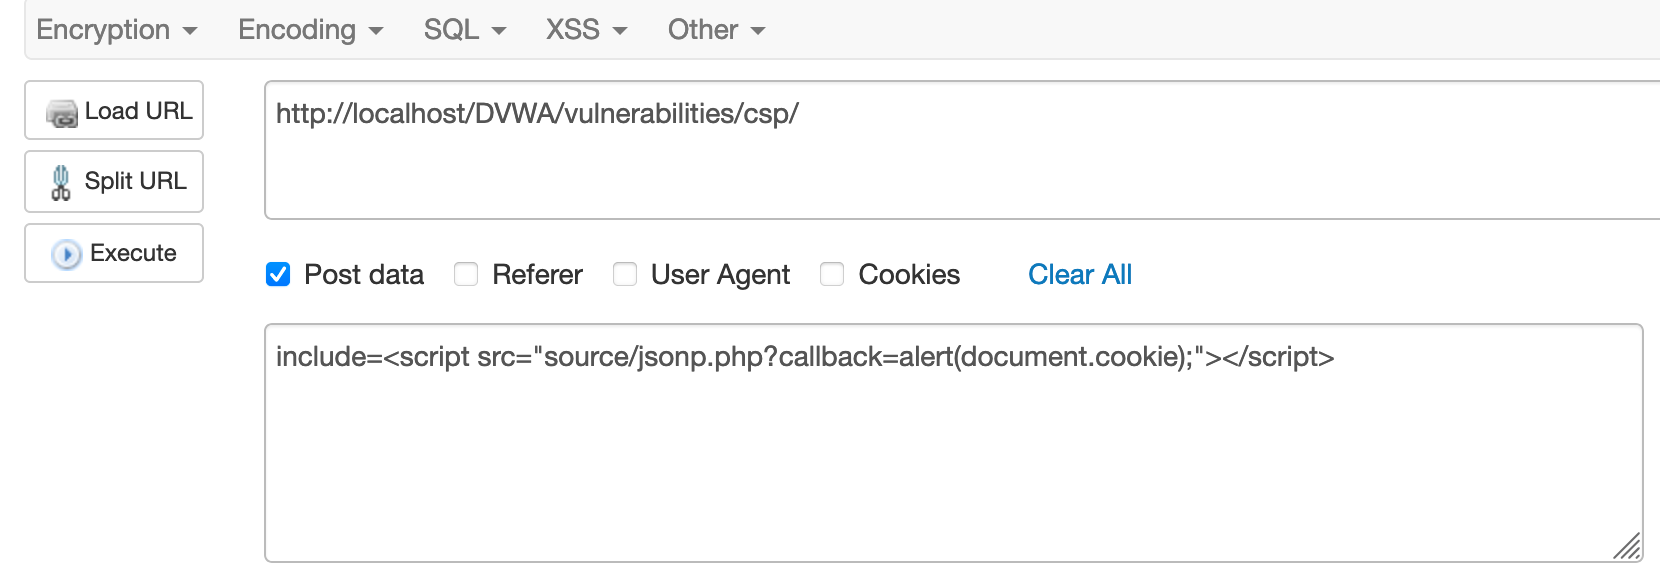 Encryption Encoding SQL XSS Other
Load URL
http://localhost/DVWA/vulnerabilities/csp/
Split URL
Execute
Post data Referer User Agent Cookies Clear All
include=<script src="source/jsonp.php?callback=alert(document.cookie);"></script>